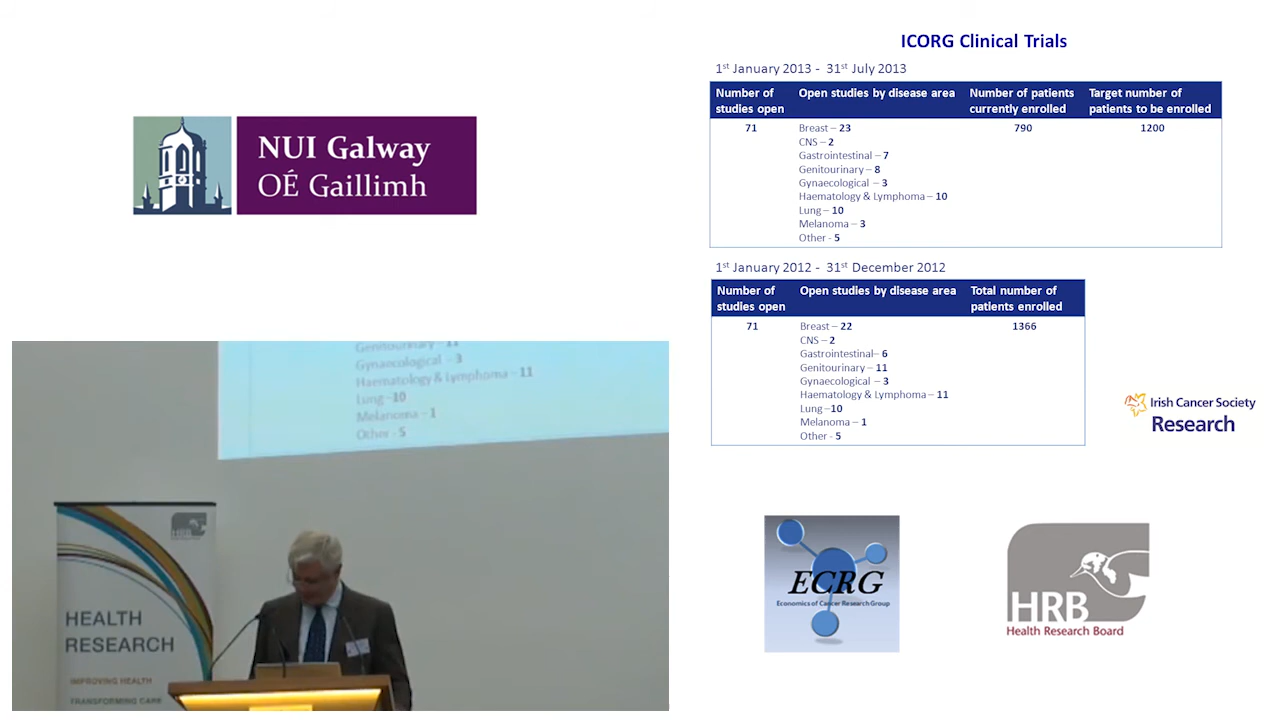 NUI Galway
OÉ Gaillimh
ICORG Clinical Trials
1st January 2013 - 31st July 2013
Number of studies open
Open studies by disease area
Number of patients currently enrolled
Target number of patients to be enrolled
71
Breast – 23
790
1200
CNS – 2
Gastrointestinal – 7
Genitourinary – 8
Gynaecological – 3
Haematology & Lymphoma – 10
Lung – 10
Melanoma – 3
Other - 5
1st January 2012 - 31st December 2012
Number of studies open
Open studies by disease area
Total number of patients enrolled
71
Breast – 22
1366
CNS – 2
Gastrointestinal– 6
Genitourinary – 11
Gynaecological – 3
Haematology & Lymphoma – 11
Lung –10
Melanoma – 1
Other - 5
Irish Cancer Society
Research
Genitourinary – 11
Gynaecological – 3
Haematology & Lymphoma – 11
Lung –10
Melanoma – 1
Other - 5
HRB
HEALTH
RESEARCH
IMPROVING HEALTH
TRANSFORMING CARE
ECRG
Economics of Cancer Research Group
HRB
Health Research Board